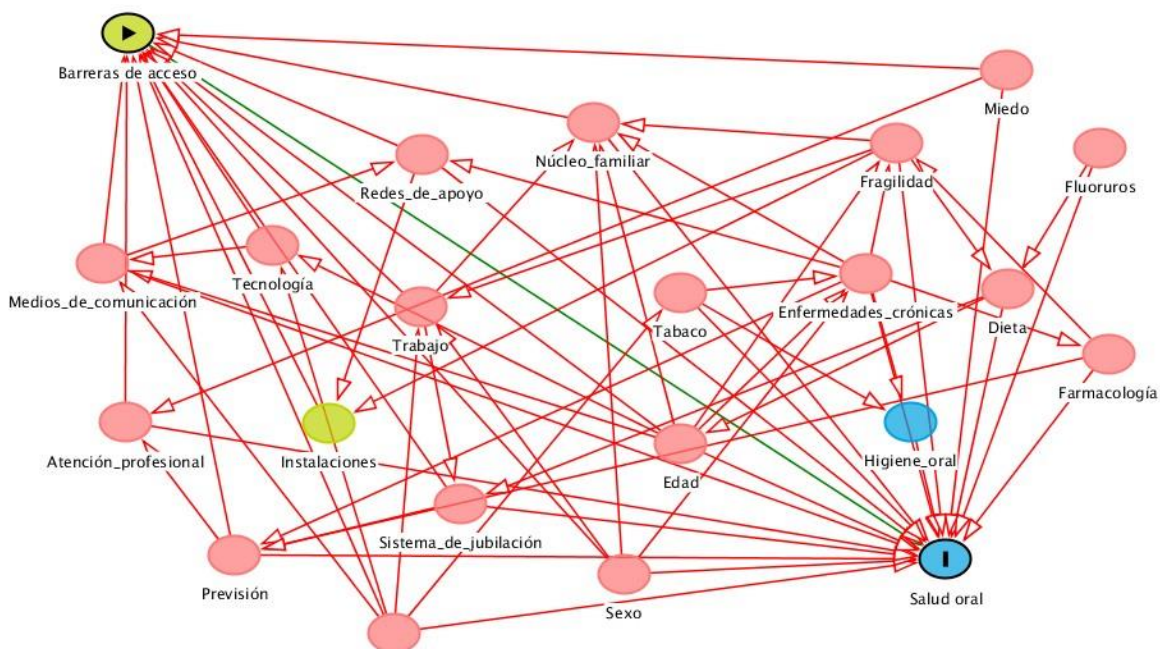 Barreras de acceso
Miedo
Núcleo_familiar
Fragilidad
Fluoruros
Redes_de_apoyo
Tecnología
Medios_de_comunicación
Enfermedades_crónicas
Dieta
Tabaco
Trabajo
Farmacología
Atención_profesional
Instalaciones
Higiene_oral
Edad
Sistema_de_jubilación
Previsión
Sexo
Salud oral